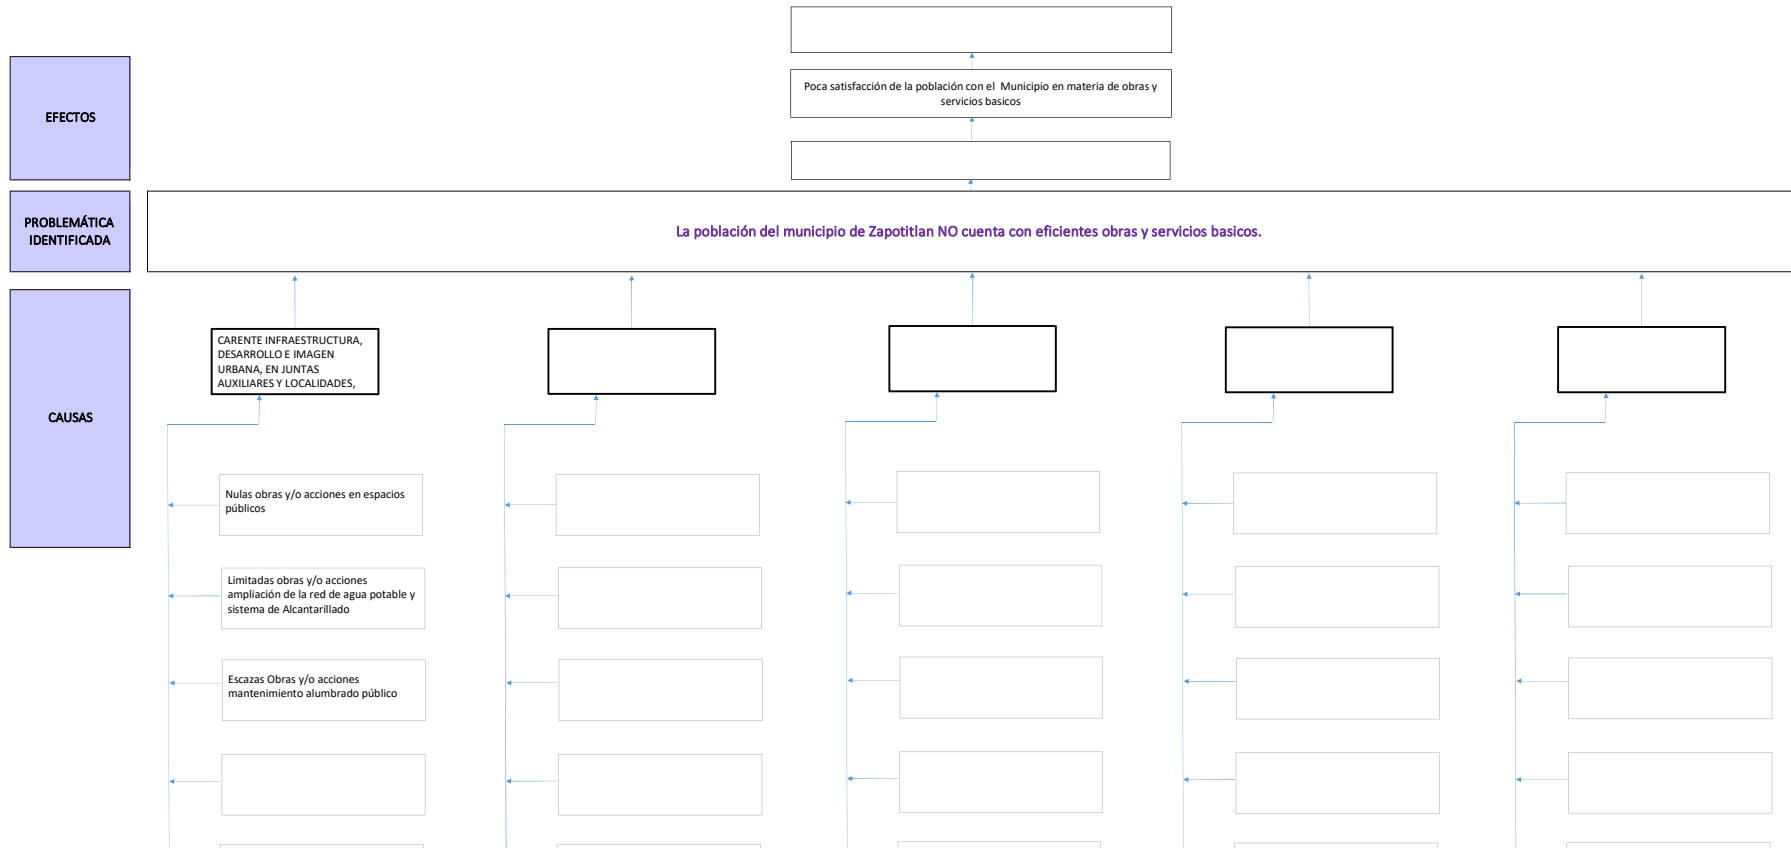 Poca satisfacción de la población con el  Municipio en materia de obras y
servicios basicos
EFECTOS
PROBLEMÁTICA
IDENTIFICADA
La población del municipio de Zapotitlan NO cuenta con eficientes obras y servicios basicos.
CARENTE INFRAESTRUCTURA,
DESARROLLO E IMAGEN
URBANA, EN JUNTAS
AUXILIARES Y LOCALIDADES,
CAUSAS
Nulas obras y/o acciones en espacios
públicos
Limitadas obras y/o acciones
ampliación de la red de agua potable y
sistema de Alcantarillado
Escazas Obras y/o acciones
mantenimiento alumbrado público